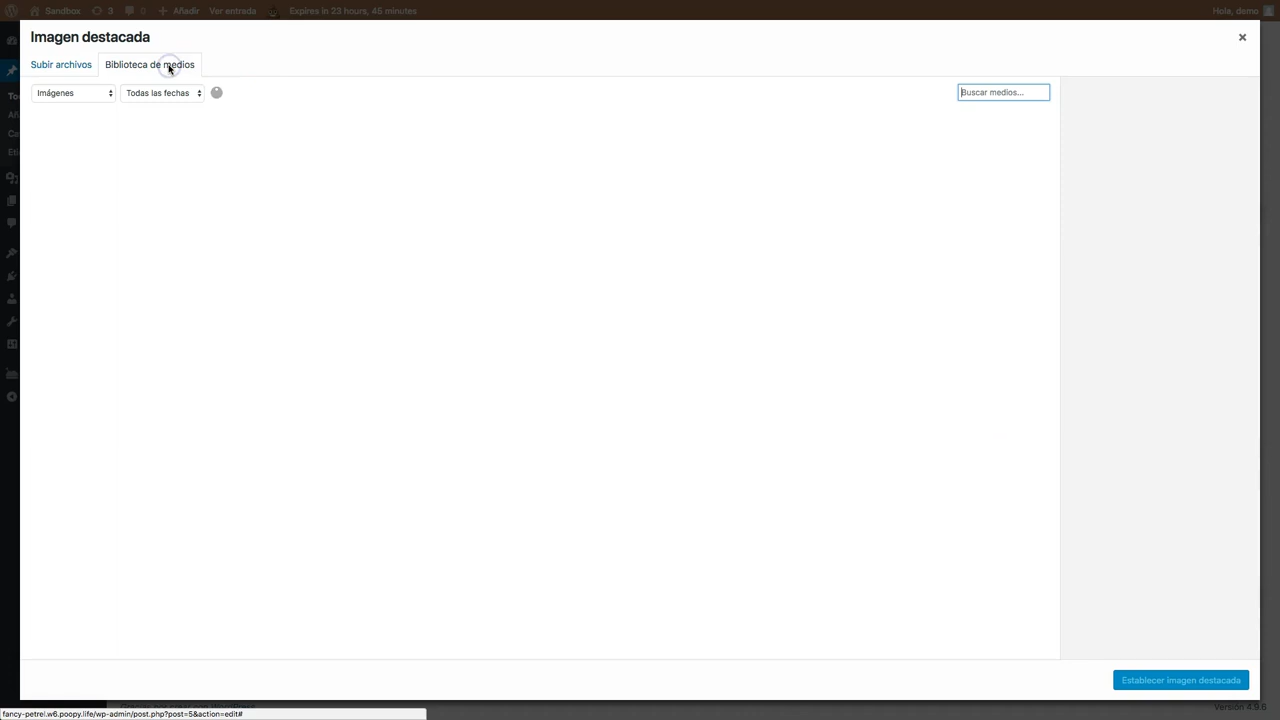 Sandbox 3 0 Añadir Ver entrada Expires in 23 hours, 45 minutes Hola, demo
Imagen destacada
Subir archivos Biblioteca de medios
Imágenes Todas las fechas Buscar medios...
Establecer imagen destacada
Versión 4.9.6
fancy-petrel.w6.poopy.life/wp-admin/post.php?post=5&action=edit#